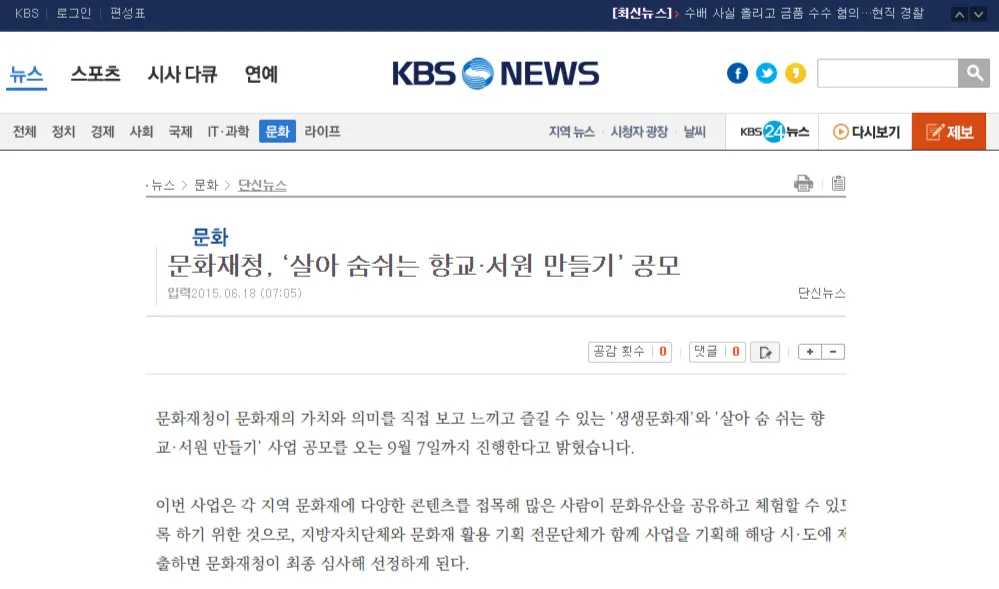 KBS 로그인 편성표 [최신뉴스] 수배 사실 흘리고 금품 수수 혐의…현직 경찰
뉴스 스포츠 시사 다큐 연예 KBS NEWS
전체 정치 경제 사회 국제 IT·과학 문화 라이프 지역 뉴스 · 시청자 광장 · 날씨 KBS 24 뉴스 다시보기 제보
· 뉴스 > 문화 > 단신뉴스
문화
문화재청, ‘살아 숨쉬는 향교·서원 만들기’ 공모
입력2015.06.18 (07:05) 단신뉴스
공감 횟수 0 댓글 0 + -
문화재청이 문화재의 가치와 의미를 직접 보고 느끼고 즐길 수 있는 '생생문화재'와 '살아 숨 쉬는 향
교·서원 만들기' 사업 공모를 오는 9월 7일까지 진행한다고 밝혔습니다.
이번 사업은 각 지역 문화재에 다양한 콘텐츠를 접목해 많은 사람이 문화유산을 공유하고 체험할 수 있도
록 하기 위한 것으로, 지방자치단체와 문화재 활용 기획 전문단체가 함께 사업을 기획해 해당 시·도에
출하면 문화재청이 최종 심사해 선정하게 된다.